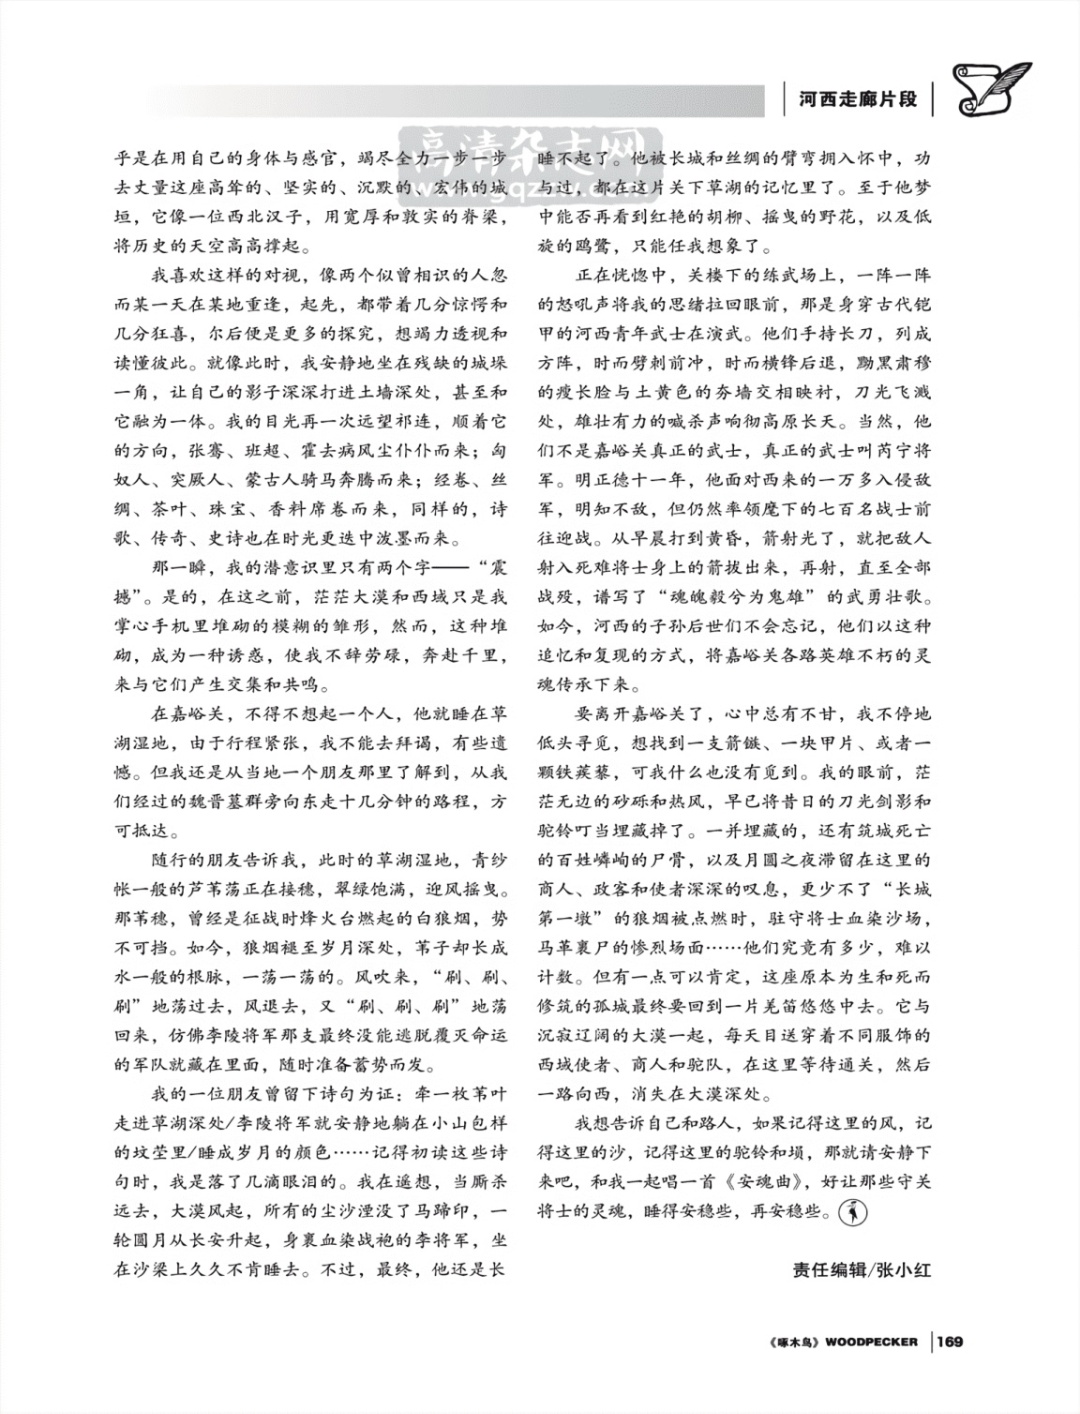 河西走廊片段
高清杂志网
www.gqzzw.com
乎是在用自己的身体与感官，竭尽全力一步一步
去丈量这座高耸的、坚实的、沉默的、宏伟的城
垣，它像一位西北汉子，用宽厚和敦实的脊梁，
将历史的天空高高撑起。
我喜欢这样的对视，像两个似曾相识的人忽
而某一天在某地重逢，起先，都带着几分惊愕和
几分狂喜，尔后便是更多的探究，想竭力透视和
读懂彼此。就像此时，我安静地坐在残缺的城垛
一角，让自己的影子深深打进土墙深处，甚至和
它融为一体。我的目光再一次远望祁连，顺着它
的方向，张骞、班超、霍去病风尘仆仆而来；匈
奴人、突厥人、蒙古人骑马奔腾而来；经卷、丝
绸、茶叶、珠宝、香料席卷而来，同样的，诗
歌、传奇、史诗也在时光更迭中泼墨而来。
那一瞬，我的潜意识里只有两个字——“震
撼”。是的，在这之前，茫茫大漠和西域只是我
掌心手机里堆砌的模糊的雏形，然而，这种堆
砌，成为一种诱惑，使我不辞劳碌，奔赴千里，
来与它们产生交集和共鸣。
在嘉峪关，不得不想起一个人，他就睡在草
湖湿地，由于行程紧张，我不能去拜谒，有些遗
憾。但我还是从当地一个朋友那里了解到，从我
们经过的魏晋墓群旁向东走十几分钟的路程，方
可抵达。
随行的朋友告诉我，此时的草湖湿地，青纱
帐一般的芦苇荡正在接穗，翠绿饱满，迎风摇曳。
那苇穗，曾经是征战时烽火台燃起的白狼烟，势
不可挡。如今，狼烟褪至岁月深处，苇子却长成
水一般的根脉，一荡一荡的。风吹来，“刷、刷、
刷”地荡过去，风退去，又“刷、刷、刷”地荡
回来，仿佛李陵将军那支最终没能逃脱覆灭命运
的军队就藏在里面，随时准备蓄势而发。
我的一位朋友曾留下诗句为证：牵一枚苇叶
走进草湖深处/李陵将军就安静地躺在小山包样
的坟茔里/睡成岁月的颜色……记得初读这些诗
句时，我是落了几滴眼泪的。我在遥想，当厮杀
远去，大漠风起，所有的尘沙湮没了马蹄印，一
轮圆月从长安升起，身裹血染战袍的李将军，坐
在沙梁上久久不肯睡去。不过，最终，他还是长
睡不起了。他被长城和丝绸的臂弯拥入怀中，功
与过，都在这片关下草湖的记忆里了。至于他梦
中能否再看到红艳的胡柳、摇曳的野花，以及低
旋的鸥鹭，只能任我想象了。
正在恍惚中，关楼下的练武场上，一阵一阵
的怒吼声将我的思绪拉回眼前，那是身穿古代铠
甲的河西青年武士在演武。他们手持长刀，列成
方阵，时而劈刺前冲，时而横锋后退，黝黑肃穆
的瘦长脸与土黄色的夯墙交相映衬，刀光飞溅
处，雄壮有力的喊杀声响彻高原长天。当然，他
们不是嘉峪关真正的武士，真正的武士叫芮宁将
军。明正德十一年，他面对西来的一万多入侵敌
军，明知不敌，但仍然率领麾下的七百名战士前
往迎战。从早晨打到黄昏，箭射光了，就把敌人
射入死难将士身上的箭拔出来，再射，直至全部
战殁，谱写了“魂魄毅兮为鬼雄”的武勇壮歌。
如今，河西的子孙后世们不会忘记，他们以这种
追忆和复现的方式，将嘉峪关各路英雄不朽的灵
魂传承下来。
要离开嘉峪关了，心中总有不甘，我不停地
低头寻觅，想找到一支箭镞、一块甲片、或者一
颗铁蒺藜，可我什么也没有觅到。我的眼前，茫
茫无边的砂砾和热风，早已将昔日的刀光剑影和
驼铃叮当埋藏掉了。一并埋藏的，还有筑城死亡
的百姓嶙峋的尸骨，以及月圆之夜滞留在这里的
商人、政客和使者深深的叹息，更少不了“长城
第一墩”的狼烟被点燃时，驻守将士血染沙场，
马革裹尸的惨烈场面……他们究竟有多少，难以
计数。但有一点可以肯定，这座原本为生和死而
修筑的孤城最终要回到一片羌笛悠悠中去。它与
沉寂辽阔的大漠一起，每天目送穿着不同服饰的
西域使者、商人和驼队，在这里等待通关，然后
一路向西，消失在大漠深处。
我想告诉自己和路人，如果记得这里的风，记
得这里的沙，记得这里的驼铃和埙，那就请安静下
来吧，和我一起唱一首《安魂曲》，好让那些守关
将士的灵魂，睡得安稳些，再安稳些。
责任编辑/张小红
《啄木鸟》WOODPECKER 169